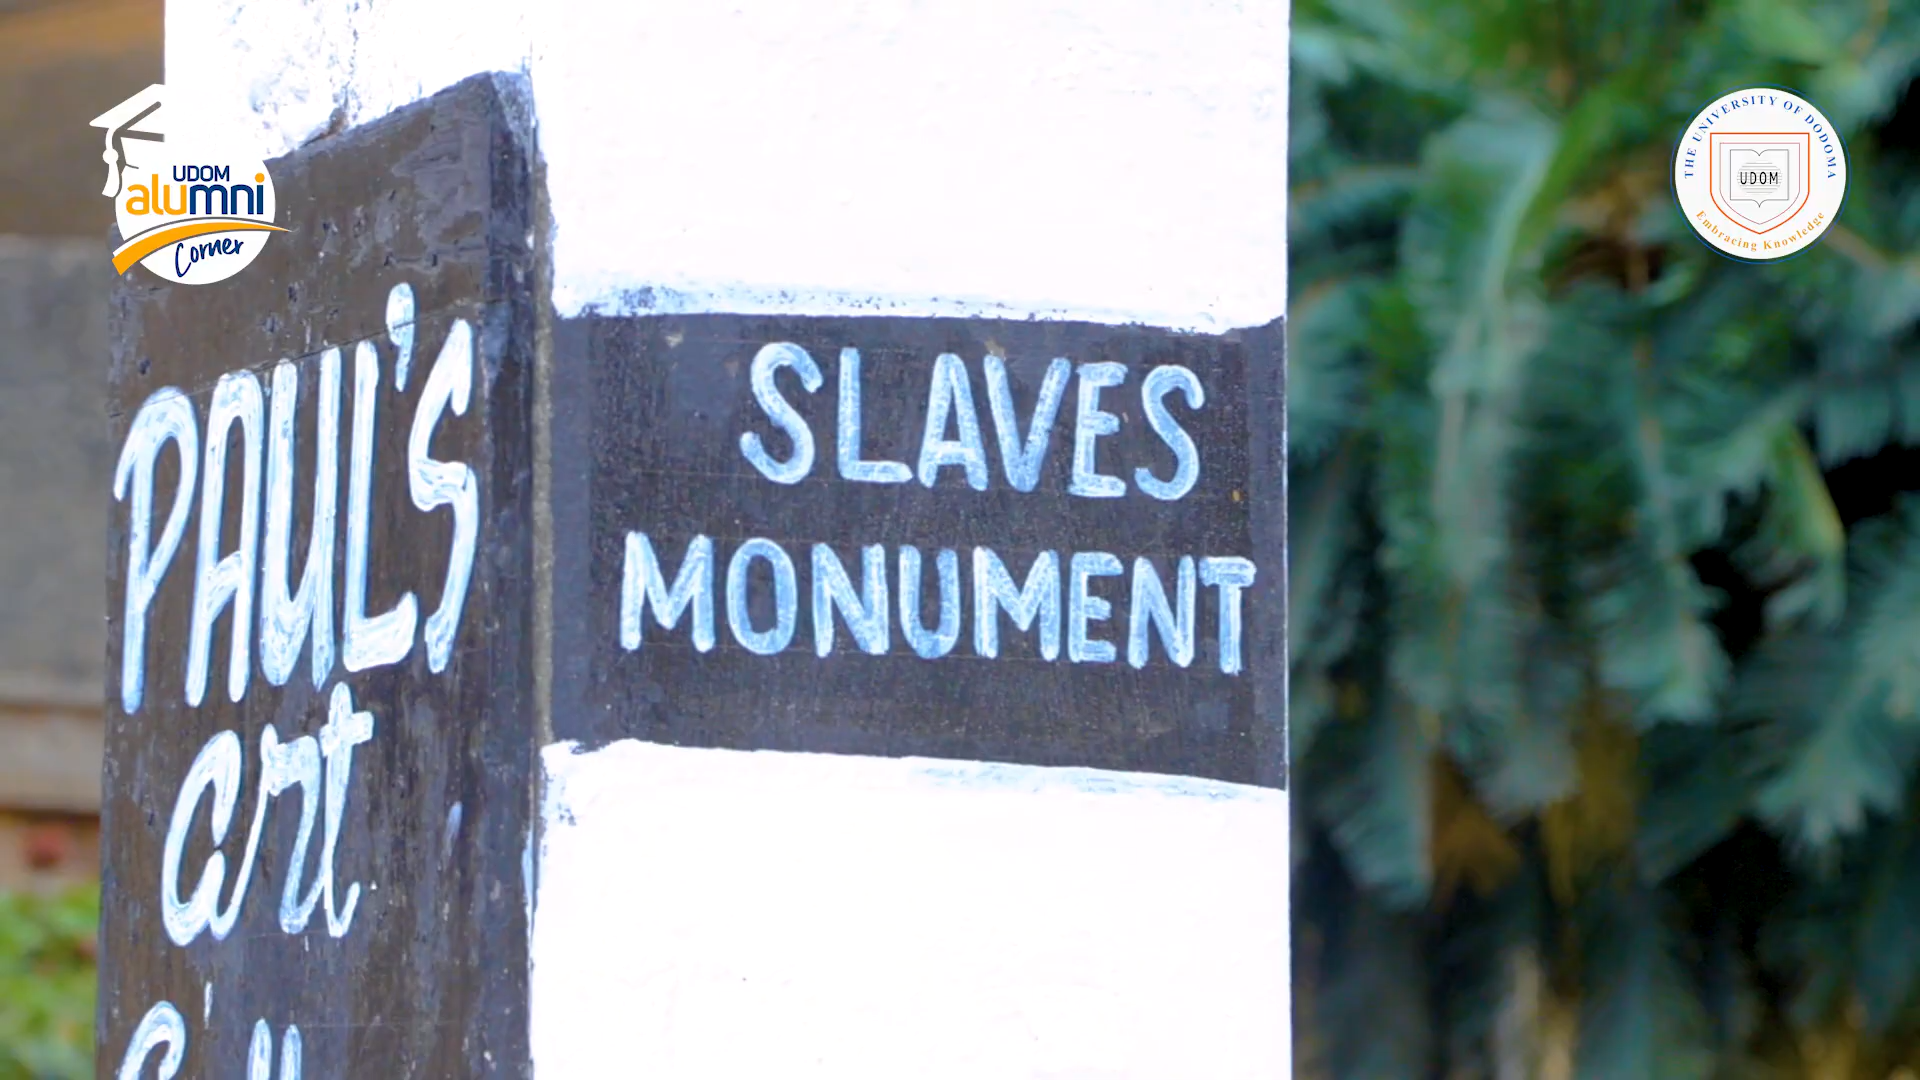 UDOM
alumni
Corner
THE UNIVERSITY OF DODOMA
UDOM
Embracing Knowledge
PAUL'S
art
SLAVES
MONUMENT